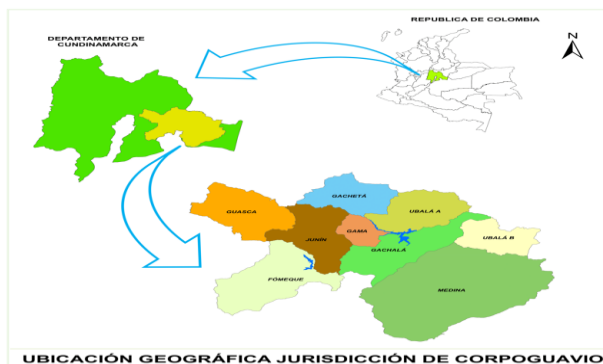 REPUBLICA DE COLOMBIA
N
DEPARTAMENTO DE
CUNDINAMARCA
GACHETÁ
GUASCA
UBALÁ A
GAMA
JUNÍN
UBALÁ B
GACHALÁ
FOMEQUE
MEDINA
UBICACIÓN GEOGRÁFICA JURISDICCIÓN DE CORPOGUAVIO